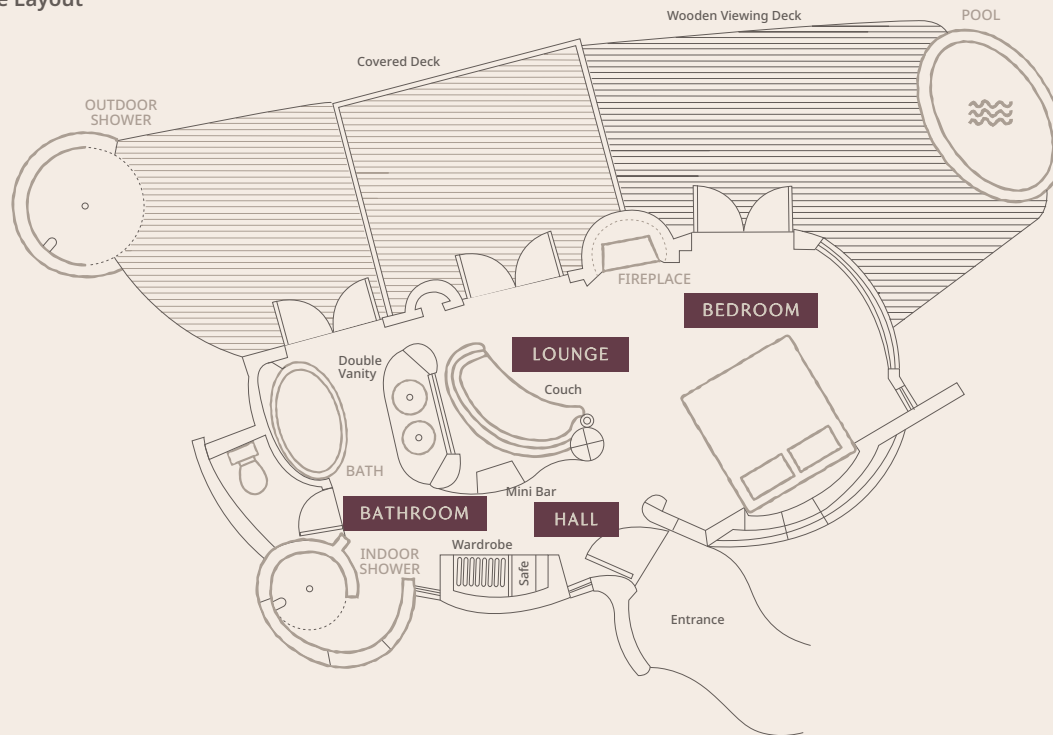 Layout
Wooden Viewing Deck
POOL
Covered Deck
OUTDOOR
SHOWER
FIREPLACE
BEDROOM
LOUNGE
Double
Vanity
Couch
BATH
Mini Bar
BATHROOM
HALL
Wardrobe
INDOOR
SHOWER
Safe
Entrance